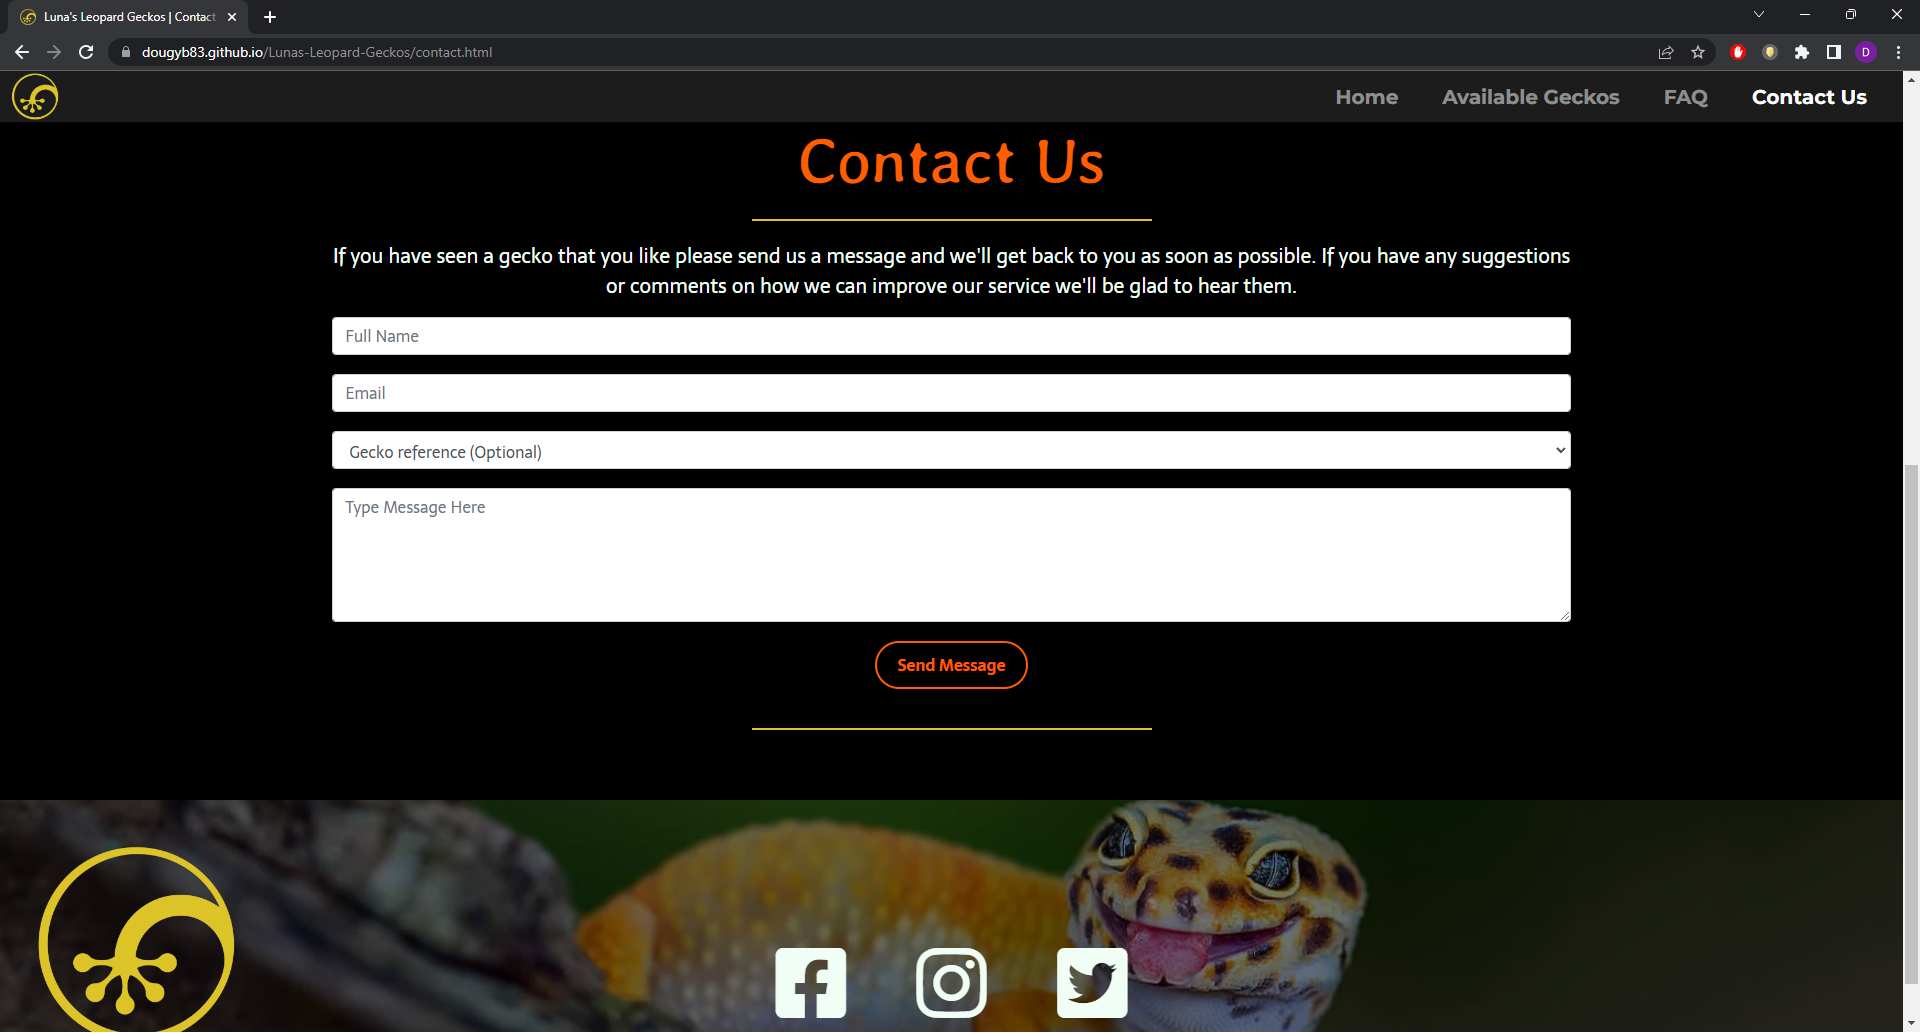 Luna's Leopard Geckos | Contact
dougyb83.github.io/Lunas-Leopard-Geckos/contact.html
D
Home Available Geckos FAQ Contact Us
Contact Us
If you have seen a gecko that you like please send us a message and we'll get back to you as soon as possible. If you have any suggestions
or comments on how we can improve our service we'll be glad to hear them.
Full Name
Email
Gecko reference (Optional)
Type Message Here
Send Message